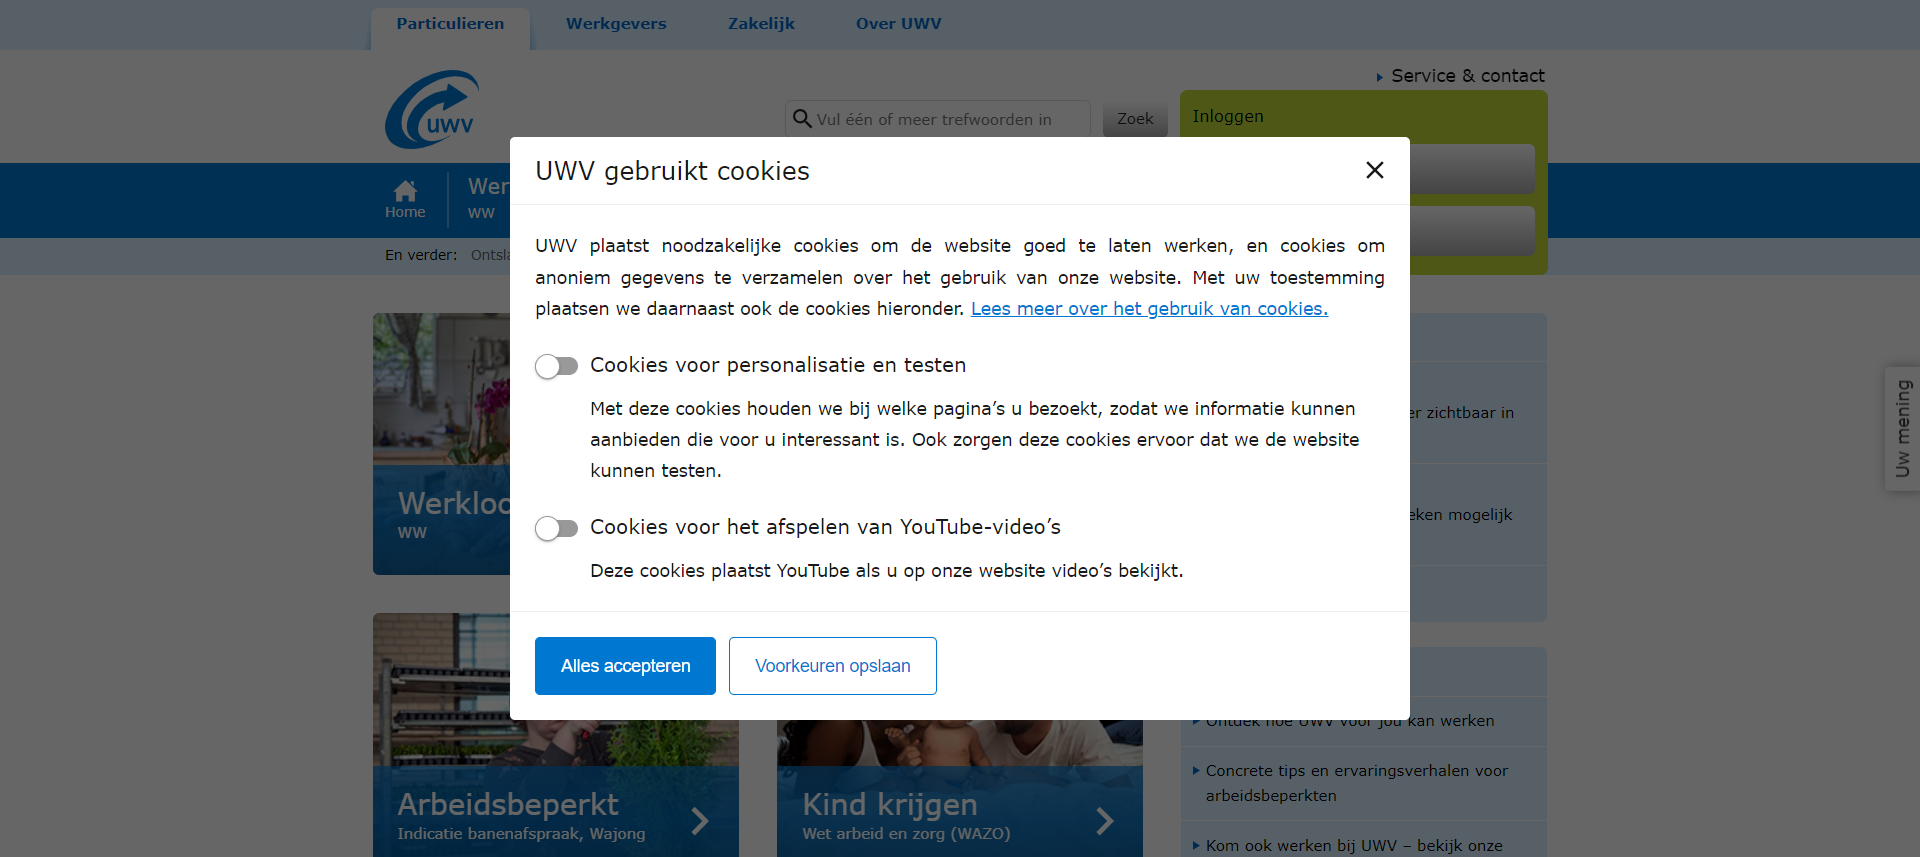 Particulieren
Werkgevers
Zakelijk
Over UWV
Service & contact
uwv
Vul één of meer trefwoorden in
Zoek
Inloggen
Home
Wer
WW
En verder:
UWV gebruikt cookies
UWV plaatst noodzakelijke cookies om de website goed te laten werken, en cookies om
anoniem gegevens te verzamelen over het gebruik van onze website. Met uw toestemming
plaatsen we daarnaast ook de cookies hieronder. Lees meer over het gebruik van cookies.
Cookies voor personalisatie en testen
Met deze cookies houden we bij welke pagina’s u bezoekt, zodat we informatie kunnen
aanbieden die voor u interessant is. Ook zorgen deze cookies ervoor dat we de website
kunnen testen.
Cookies voor het afspelen van YouTube-video’s
Deze cookies plaatst YouTube als u op onze website video’s bekijkt.
Alles accepteren
Voorkeuren opslaan
WW
zichtbaar in
mogelijk
Uw mening
Arbeidsbeperkt
Indicatie banenafspraak, Wajong
Kind krijgen
Wet arbeid en zorg (WAZO)
Ontdek hoe UWV voor jou kan werken
Concrete tips en ervaringsverhalen voor
arbeidsbeperkten
Kom ook werken bij UWV – bekijk onze